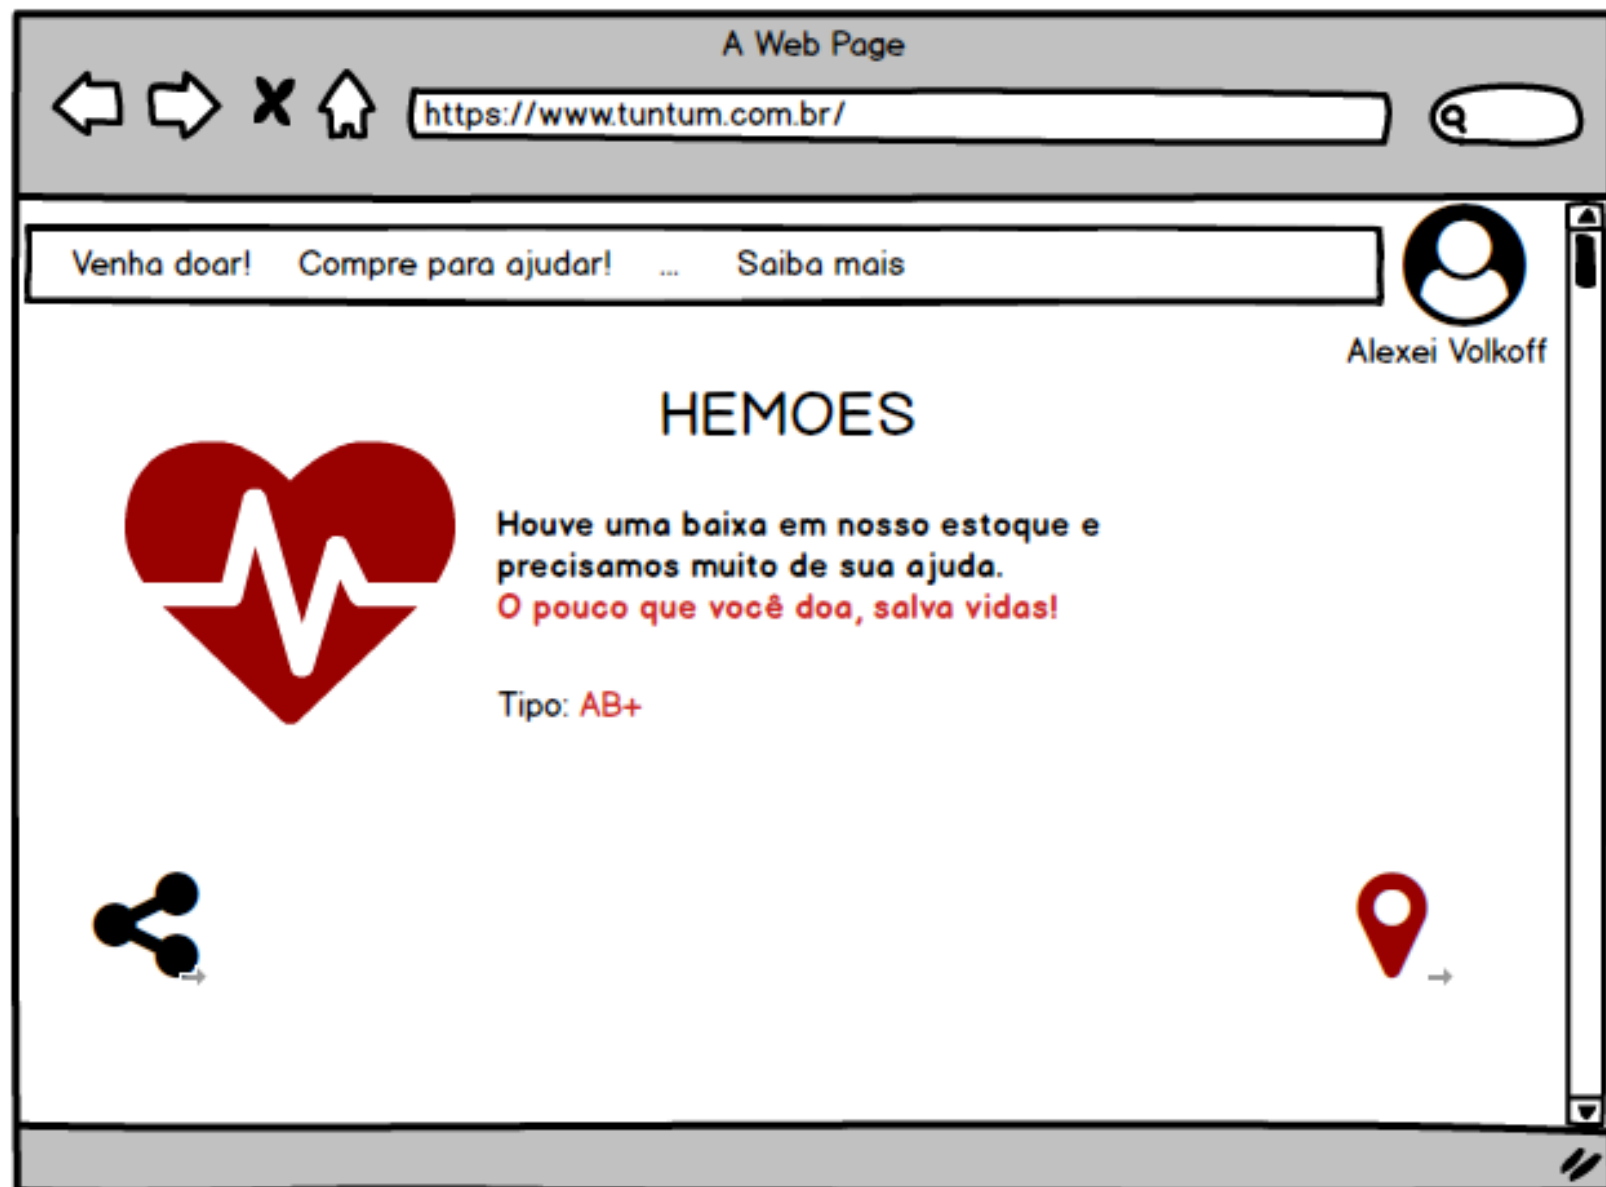 A Web Page
https://www.tuntum.com.br/
Venha doar! Compre para ajudar! ... Saiba mais
Alexei Volkoff
HEMOES
Houve uma baixa em nosso estoque e
precisamos muito de sua ajuda.
O pouco que você doa, salva vidas!
Tipo: AB+